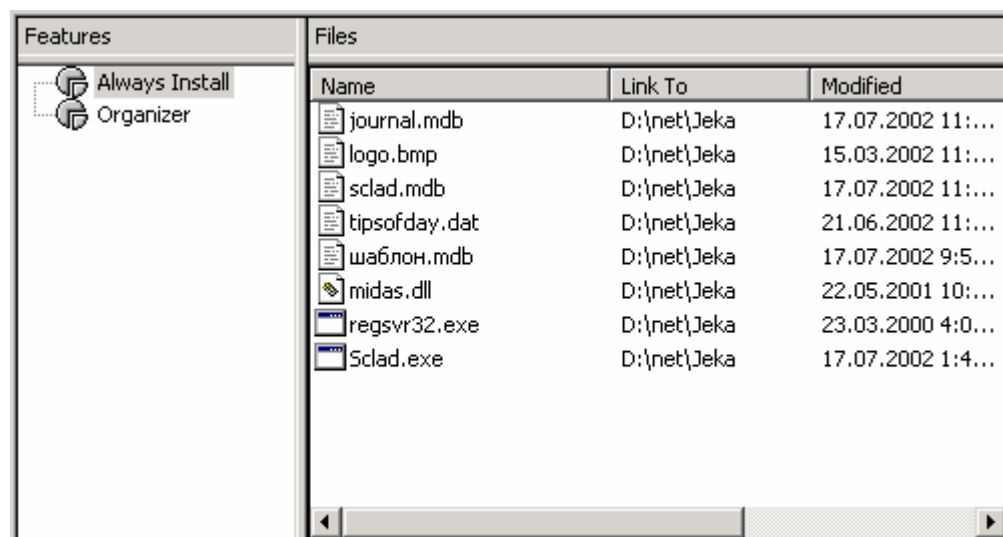 Features
Files
Always Install
Organizer
Name Link To Modified
journal.mdb D:\net\Jeka 17.07.2002 11:...
logo.bmp D:\net\Jeka 15.03.2002 11:...
sclad.mdb D:\net\Jeka 17.07.2002 11:...
tipsofday.dat D:\net\Jeka 21.06.2002 11:...
шаблон.mdb D:\net\Jeka 17.07.2002 9:5...
midas.dll D:\net\Jeka 22.05.2001 10:...
regsvr32.exe D:\net\Jeka 23.03.2000 4:0...
Sclad.exe D:\net\Jeka 17.07.2002 1:4...